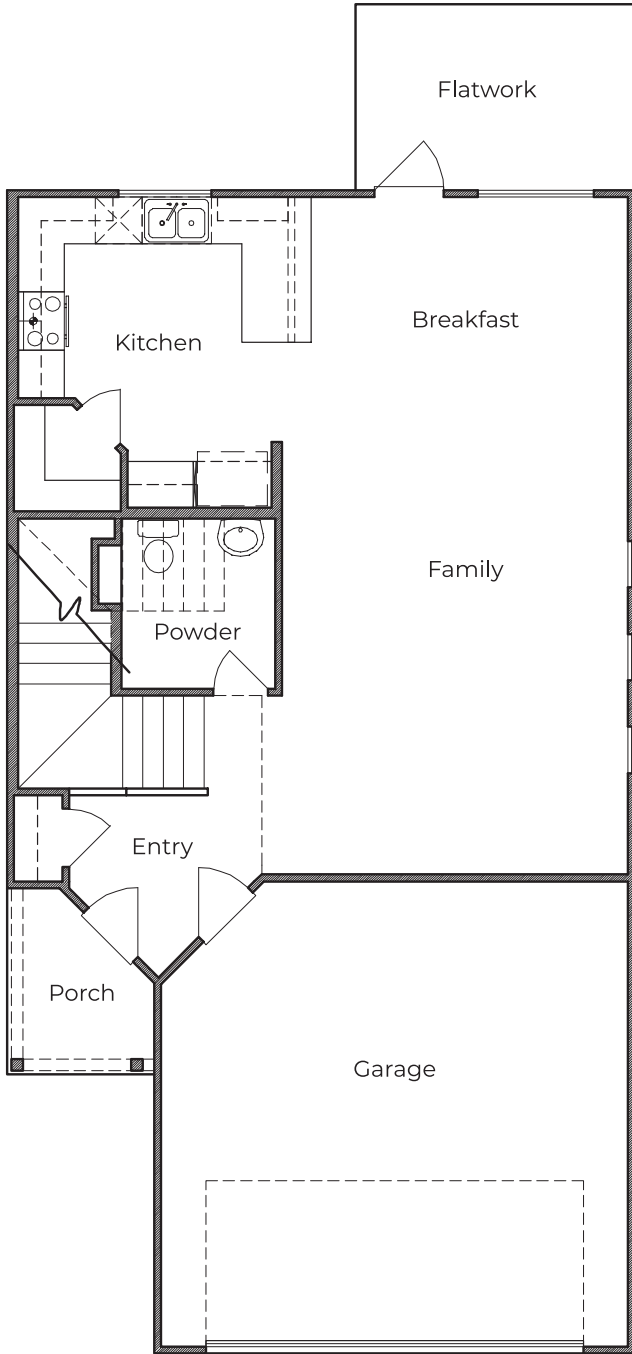 Flatwork
Breakfast
Kitchen
Family
Powder
Entry
Porch
Garage